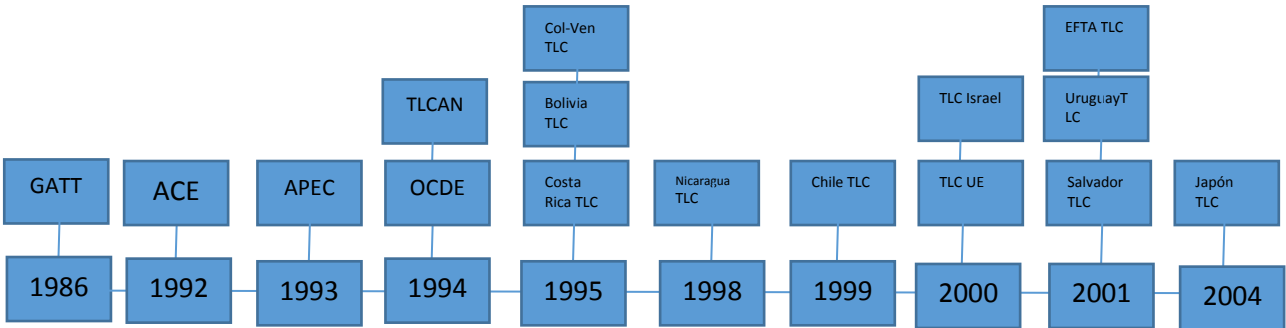 Col-Ven
TLC
EFTA TLC
TLCAN
Bolivia
TLC
TLC Israel
UruguayT
LC
GATT
ACE
APEC
OCDE
Costa
Rica TLC
Nicaragua
TLC
Chile TLC
TLC UE
Salvador
TLC
Japón
TLC
1986
1992
1993
1994
1995
1998
1999
2000
2001
2004